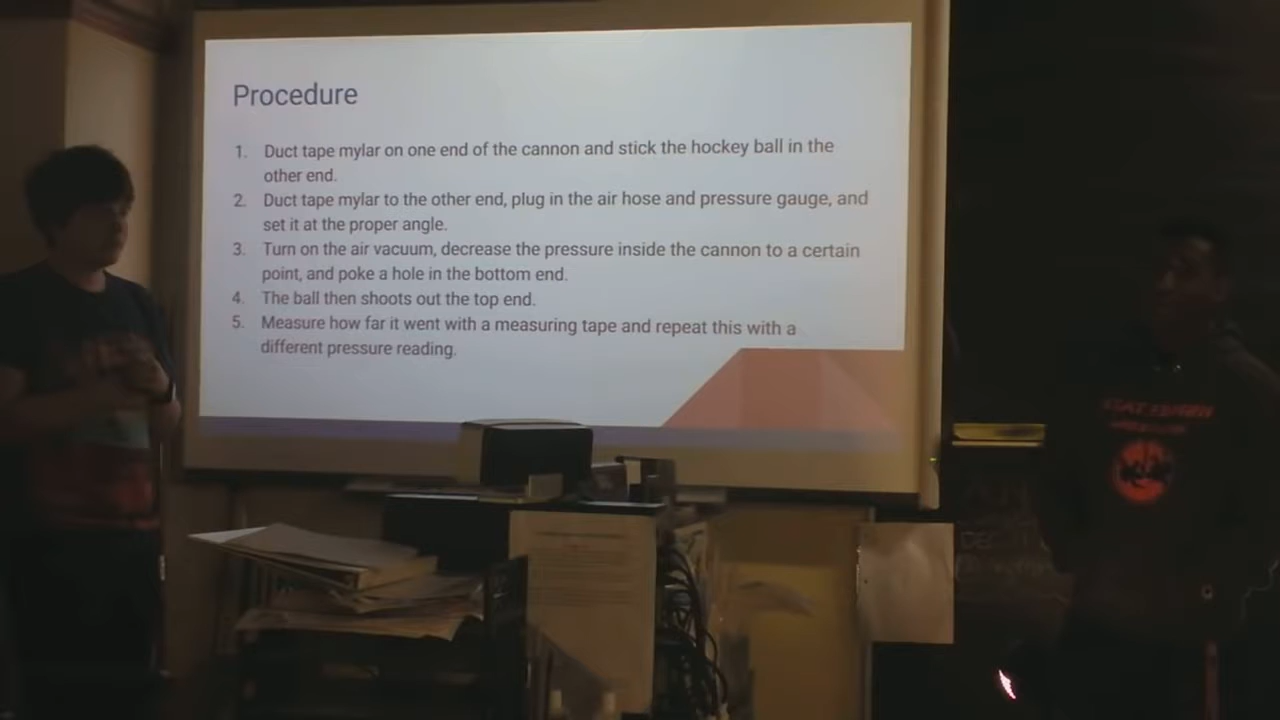 Procedure
1. Duct tape mylar on one end of the cannon and stick the hockey ball in the
other end.
2. Duct tape mylar to the other end, plug in the air hose and pressure gauge, and
set it at the proper angle.
3. Turn on the air vacuum, decrease the pressure inside the cannon to a certain
point, and poke a hole in the bottom end.
4. The ball then shoots out the top end.
5. Measure how far it went with a measuring tape and repeat this with a
different pressure reading.